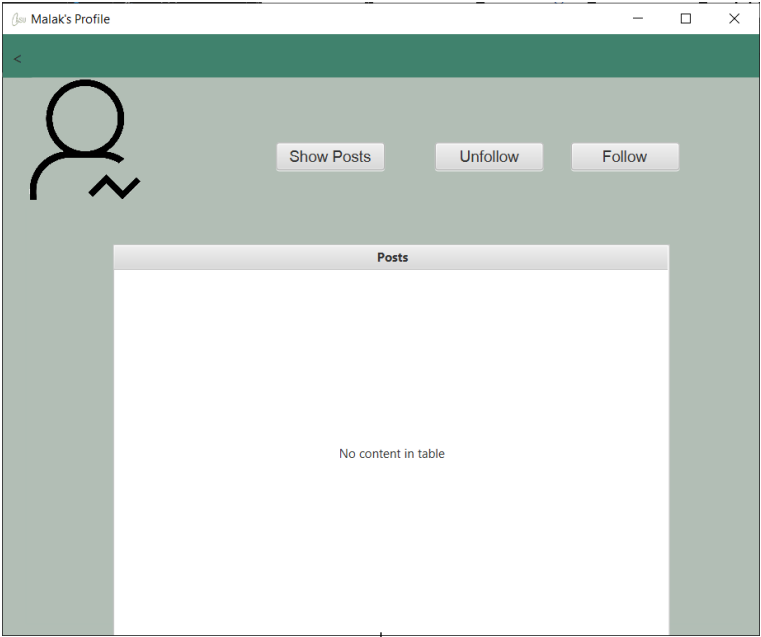 Malak's Profile
<
Show Posts
Unfollow
Follow
Posts
No content in table